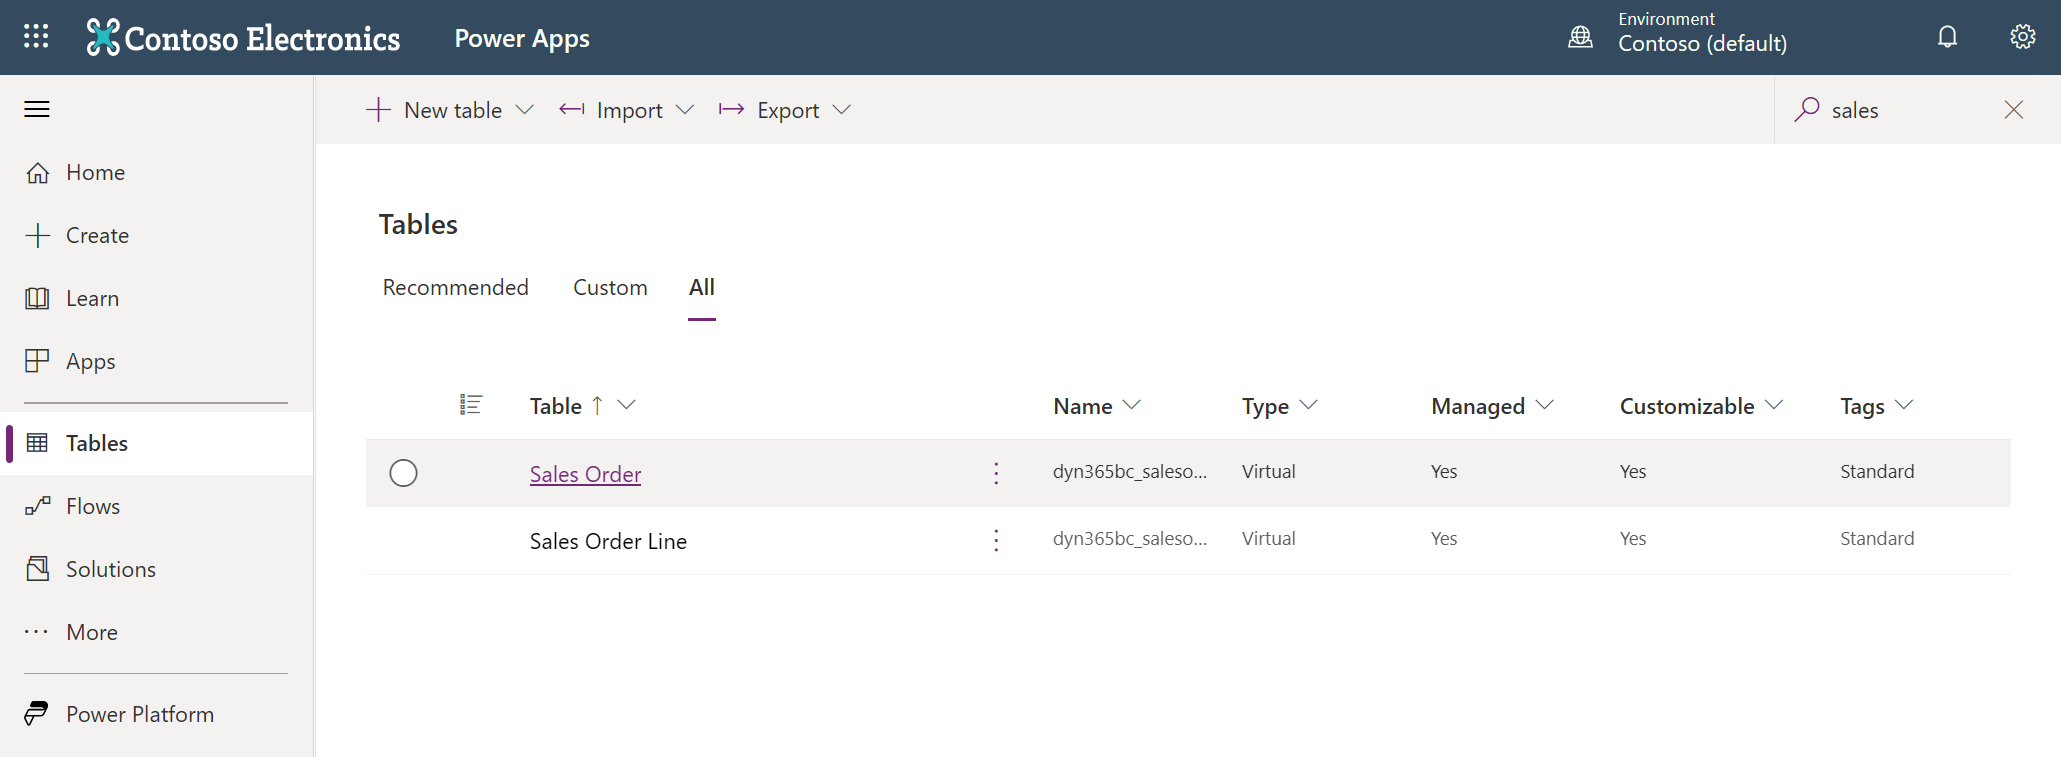 Contoso Electronics
Power Apps
Environment
Contoso (default)
New table
Import
Export
sales
Home
Create
Learn
Apps
Tables
Flows
Solutions
More
Power Platform
Tables
Recommended
Custom
All
Table ↑
Name
Type
Managed
Customizable
Tags
Sales Order
dyn365bc_saleso...
Virtual
Yes
Yes
Standard
Sales Order Line
dyn365bc_saleso...
Virtual
Yes
Yes
Standard